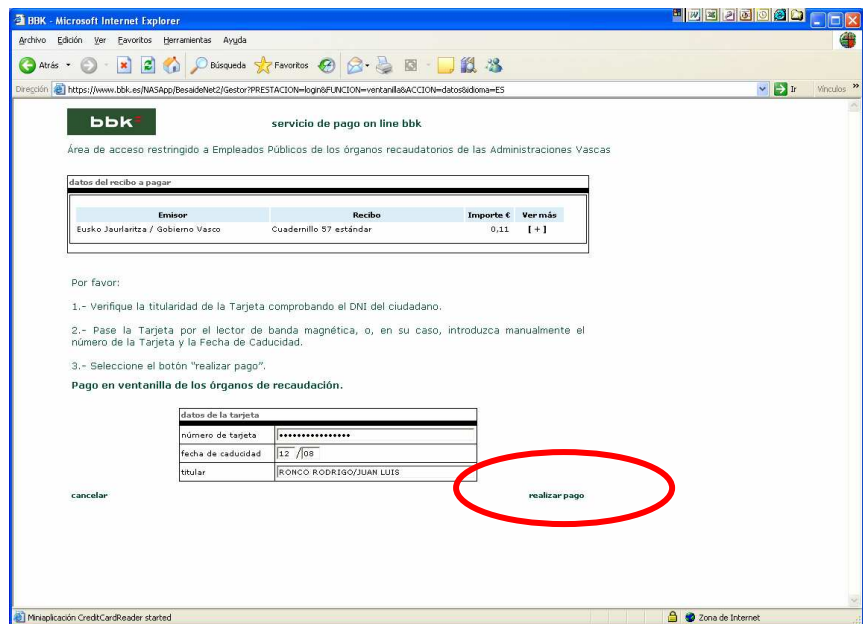 BBK - Microsoft Internet Explorer
Archivo Edición Ver Favoritos Herramientas Ayuda
Atrás Búsqueda Favoritos
Dirección https://www.bbk.es/NASApp/BesaideNet2/Gestor?PRESTACION=login&FUNCION=ventanilla&ACCION=datos&idioma=ES Ir Vínculos »
bbk=
servicio de pago on line bbk
Área de acceso restringido a Empleados Públicos de los órganos recaudatorios de las Administraciones Vascas
datos del recibo a pagar
Emisor Recibo Importe € Ver más
Eusko Jaurlaritza / Gobierno Vasco Cuadernillo 57 estándar 0,11 [ + ]
Por favor:
1.- Verifique la titularidad de la Tarjeta comprobando el DNI del ciudadano.
2.- Pase la Tarjeta por el lector de banda magnética, o, en su caso, introduzca manualmente el
número de la Tarjeta y la Fecha de Caducidad.
3.- Seleccione el botón "realizar pago".
Pago en ventanilla de los órganos de recaudación.
datos de la tarjeta
número de tarjeta ••••••••••••••••
fecha de caducidad 12 / 08
titular RONCO RODRIGO/JUAN LUIS
cancelar realizar pago
Miniaplicación CreditCardReader started Zona de Internet